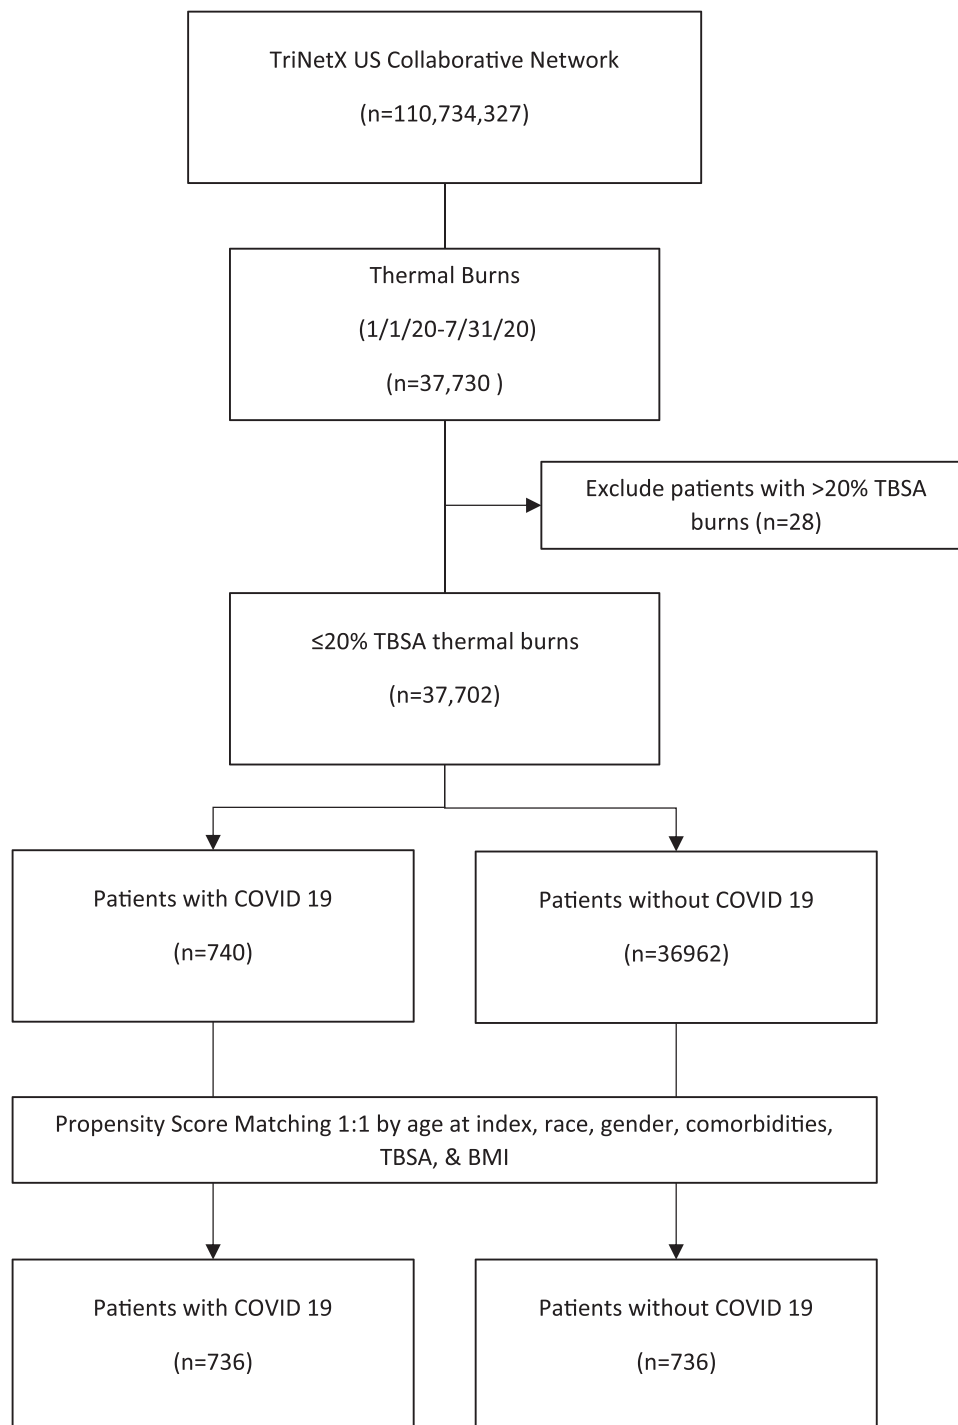 TriNetX US Collaborative Network
(n=110,734,327)
Thermal Burns
(1/1/20-7/31/20)
(n=37,730 )
Exclude patients with >20% TBSA
burns (n=28)
≤20% TBSA thermal burns
(n=37,702)
Patients with COVID 19
(n=740)
Patients without COVID 19
(n=36962)
Propensity Score Matching 1:1 by age at index, race, gender, comorbidities,
TBSA, & BMI
Patients with COVID 19
(n=736)
Patients without COVID 19
(n=736)